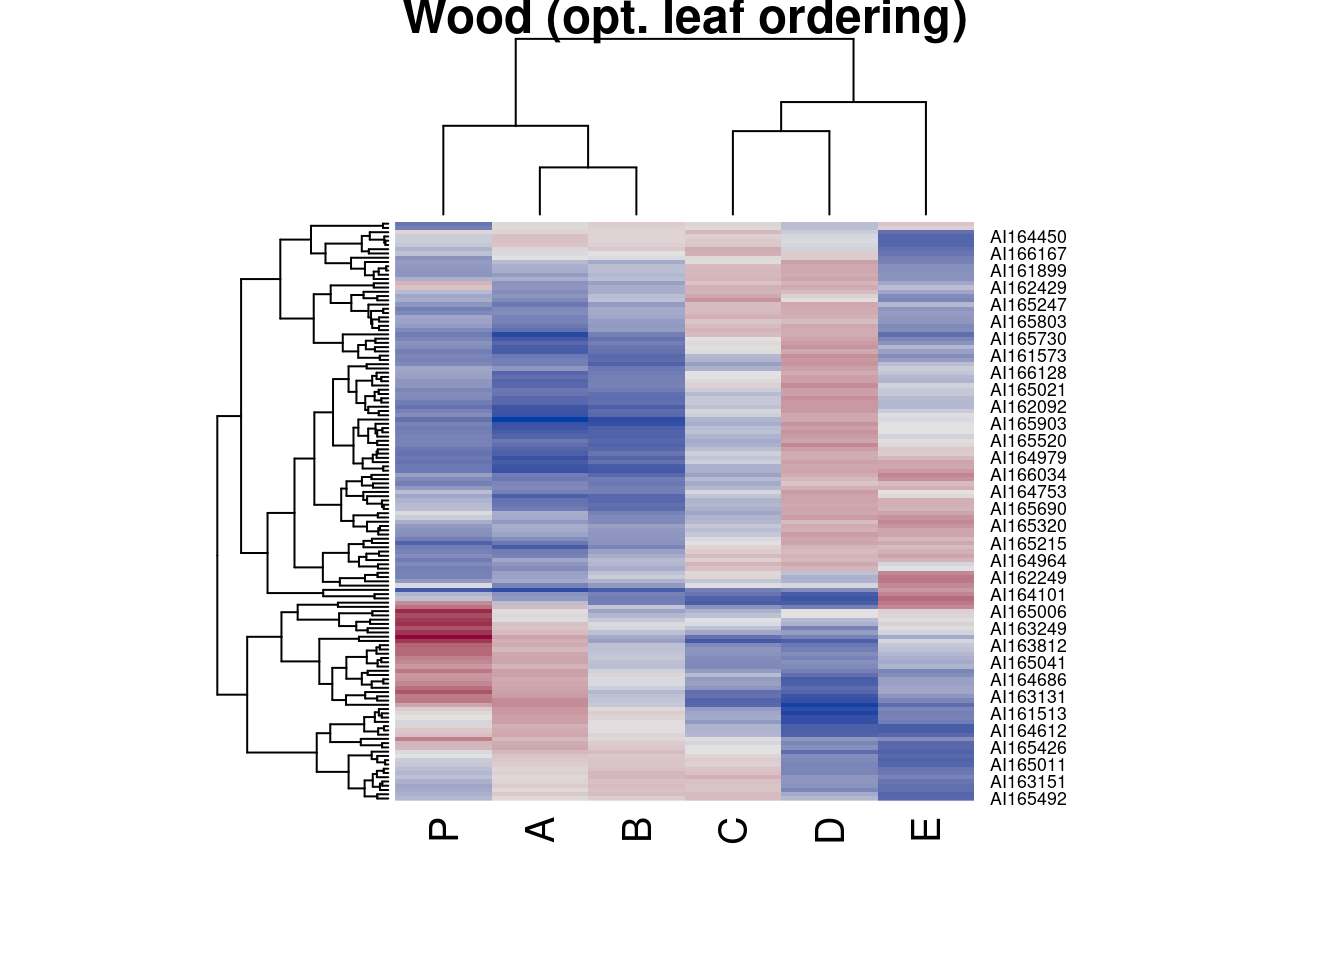 Wood (opt. leaf ordering)
AI164450
AI166167
AI161899
AI162429
AI165247
AI165803
AI165730
AI161573
AI166128
AI165021
AI162092
AI165903
AI165520
AI164979
AI166034
AI164753
AI165690
AI165320
AI165215
AI164964
AI162249
AI164101
AI165006
AI163249
AI163812
AI165041
AI164686
AI163131
AI161513
AI164612
AI165426
AI165011
AI163151
AI165492
P A B C D E